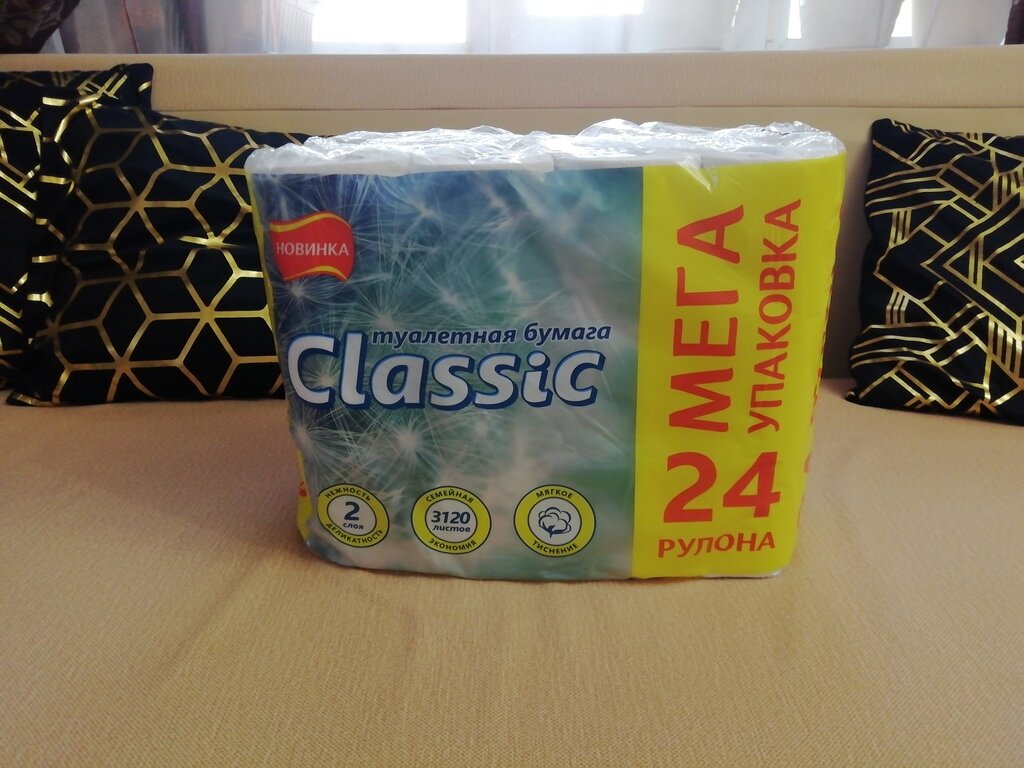 НОВИНКА
туалетная бумага
Classic
НЕЖНОСТЬ
2
слоя
ДЕЛИКАТНОСТЬ
СЕМЕЙНАЯ
3120
листов
ЭКОНОМИЯ
МЯГКОЕ
ТИСНЕНИЕ
МЕГА
УПАКОВКА
24
РУЛОНА